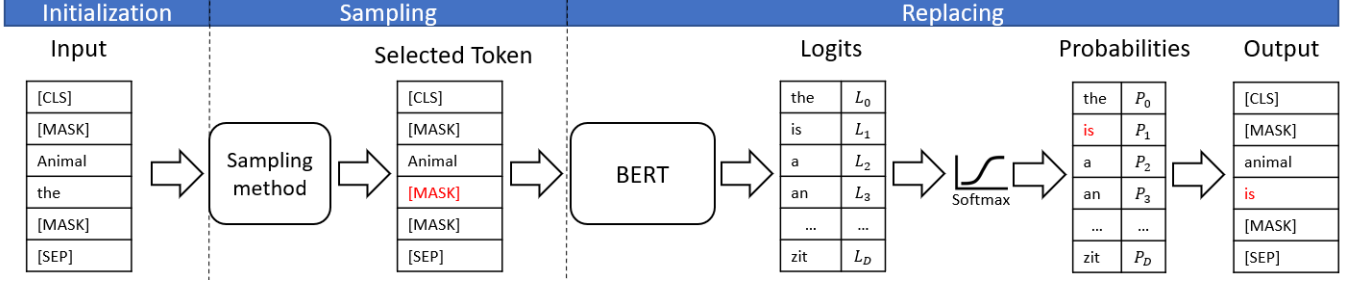 Initialization
Sampling
Replacing
Input
Selected Token
Logits
Probabilities
Output
[CLS]
[MASK]
Animal
the
[MASK]
[SEP]
Sampling
method
[CLS]
[MASK]
Animal
[MASK]
[MASK]
[SEP]
BERT
the L₀
is L₁
a L₂
an L₃
... ...
zit L_D
Softmax
the P₀
is P₁
a P₂
an P₃
... ...
zit P_D
[CLS]
[MASK]
animal
is
[MASK]
[SEP]